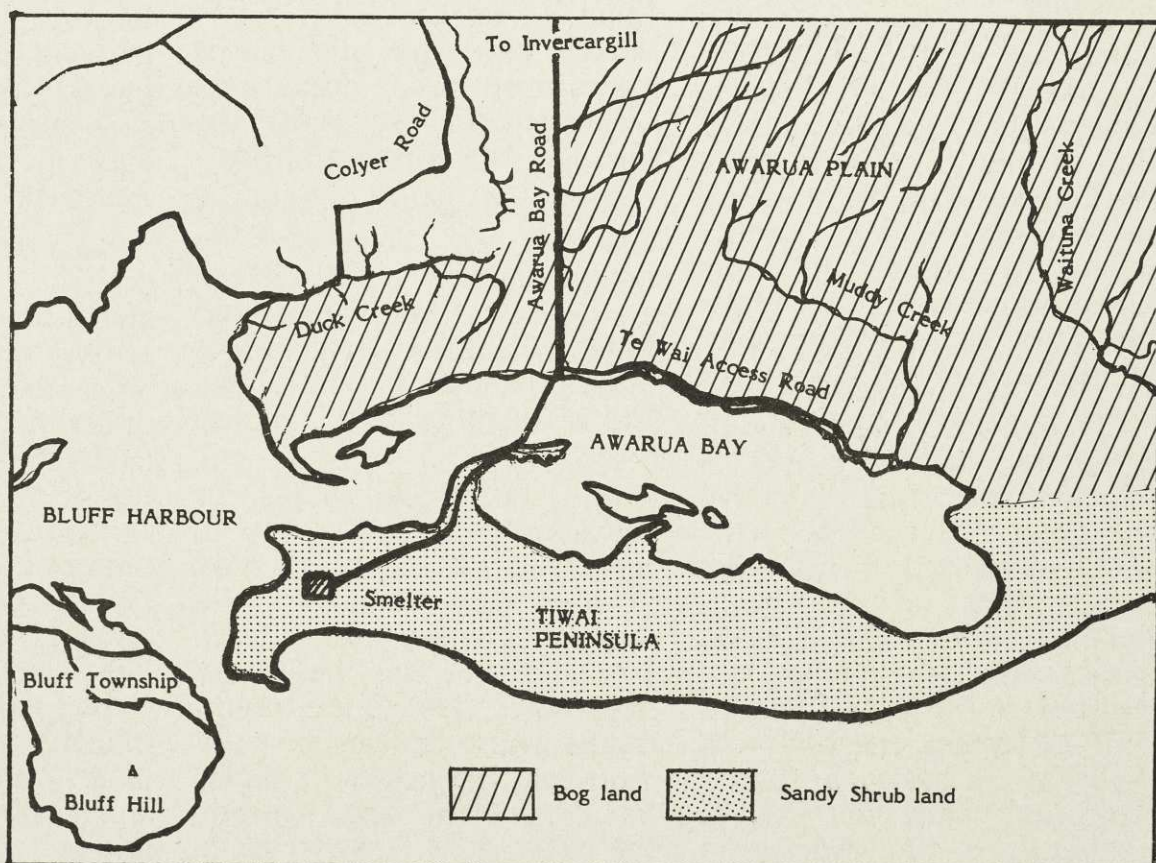 To Invercargill
Colyer Road
Awarua Bay Road
AWARUA PLAIN
Waituna Creek
Duck Creek
Muddy Creek
Te Wai Access Road
AWARUA BAY
BLUFF HARBOUR
Smelter
TIWAI
PENINSULA
Bluff Township
Bluff Hill
Bog land
Sandy Shrub land